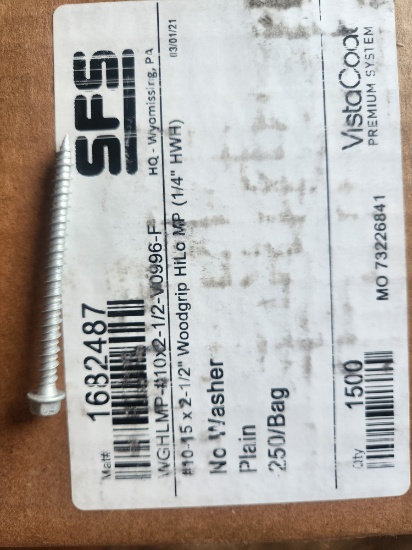 SFS
HQ - Wyomissing, PA
03/01/21
Mat#
1682487
WGHLMP-#10x2-1/2-V0996-F
#10-15 x 2-1/2" Woodgrip HiLo MP (1/4" HWH)
No Washer
Plain
250/Bag
Qty
1500
MO 73226841
VistaCoat
PREMIUM SYSTEM